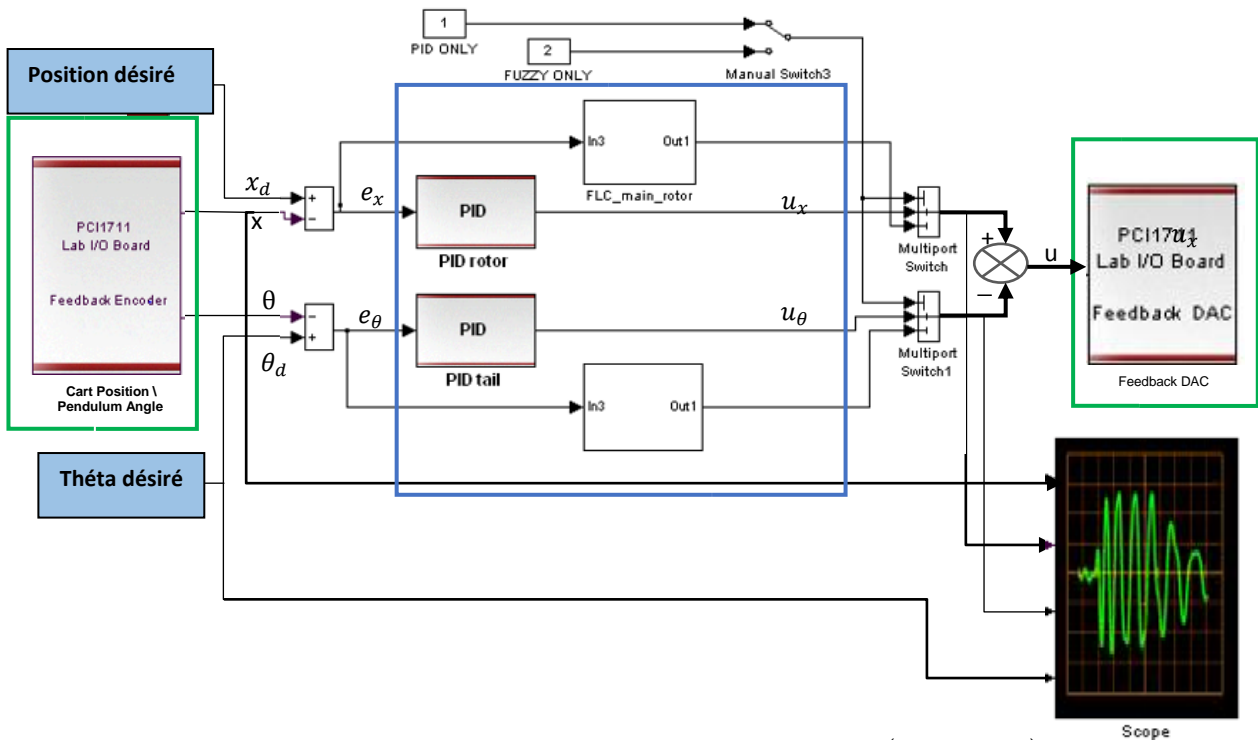 1
PID ONLY
2
FUZZY ONLY
Manual Switch3
Position désiré
In3
Out1
FLC_main_rotor
x_d
+
−
x
e_x
PID
PID rotor
u_x
Multiport
Switch
PCI1711
Lab I/O Board
Feedback Encoder
Cart Position \
Pendulum Angle
θ
−
+
θ_d
e_θ
PID
PID tail
u_θ
Multiport
Switch1
In3
Out1
+
−
u
PCI1711
u_x
Lab I/O Board
Feedback DAC
Feedback DAC
Théta désiré
Scope